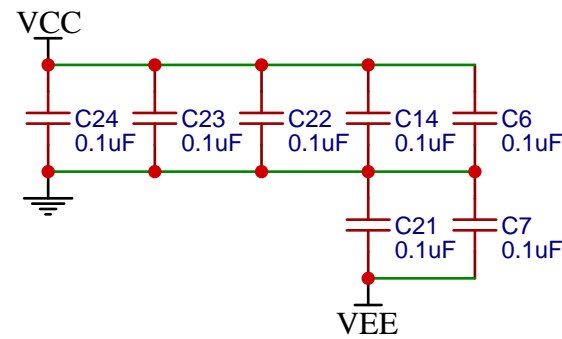 VCC
C24 C23 C22 C14 C6
0.1uF 0.1uF 0.1uF 0.1uF 0.1uF
C21 C7
0.1uF 0.1uF
VEE